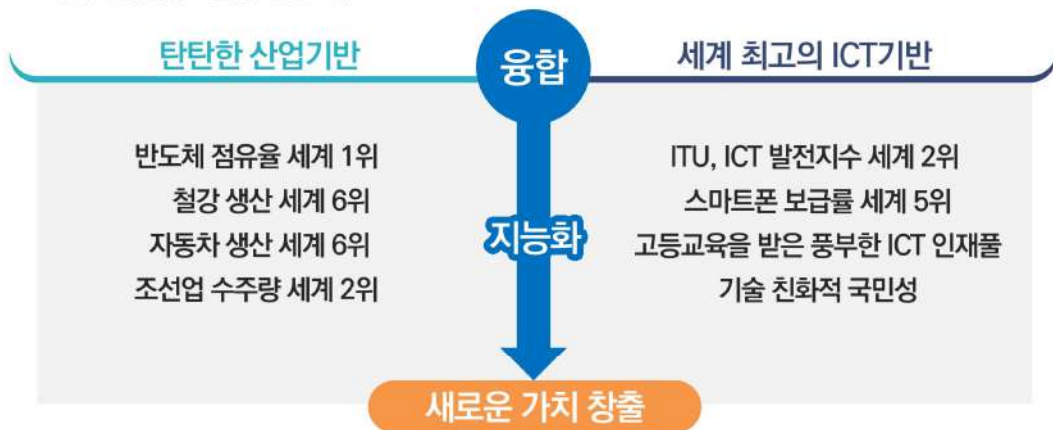 탄탄한 산업기반
융합
세계 최고의 ICT기반
반도체 점유율 세계 1위
철강 생산 세계 6위
자동차 생산 세계 6위
조선업 수주량 세계 2위
지능화
ITU, ICT 발전지수 세계 2위
스마트폰 보급률 세계 5위
고등교육을 받은 풍부한 ICT 인재풀
기술 친화적 국민성
새로운 가치 창출